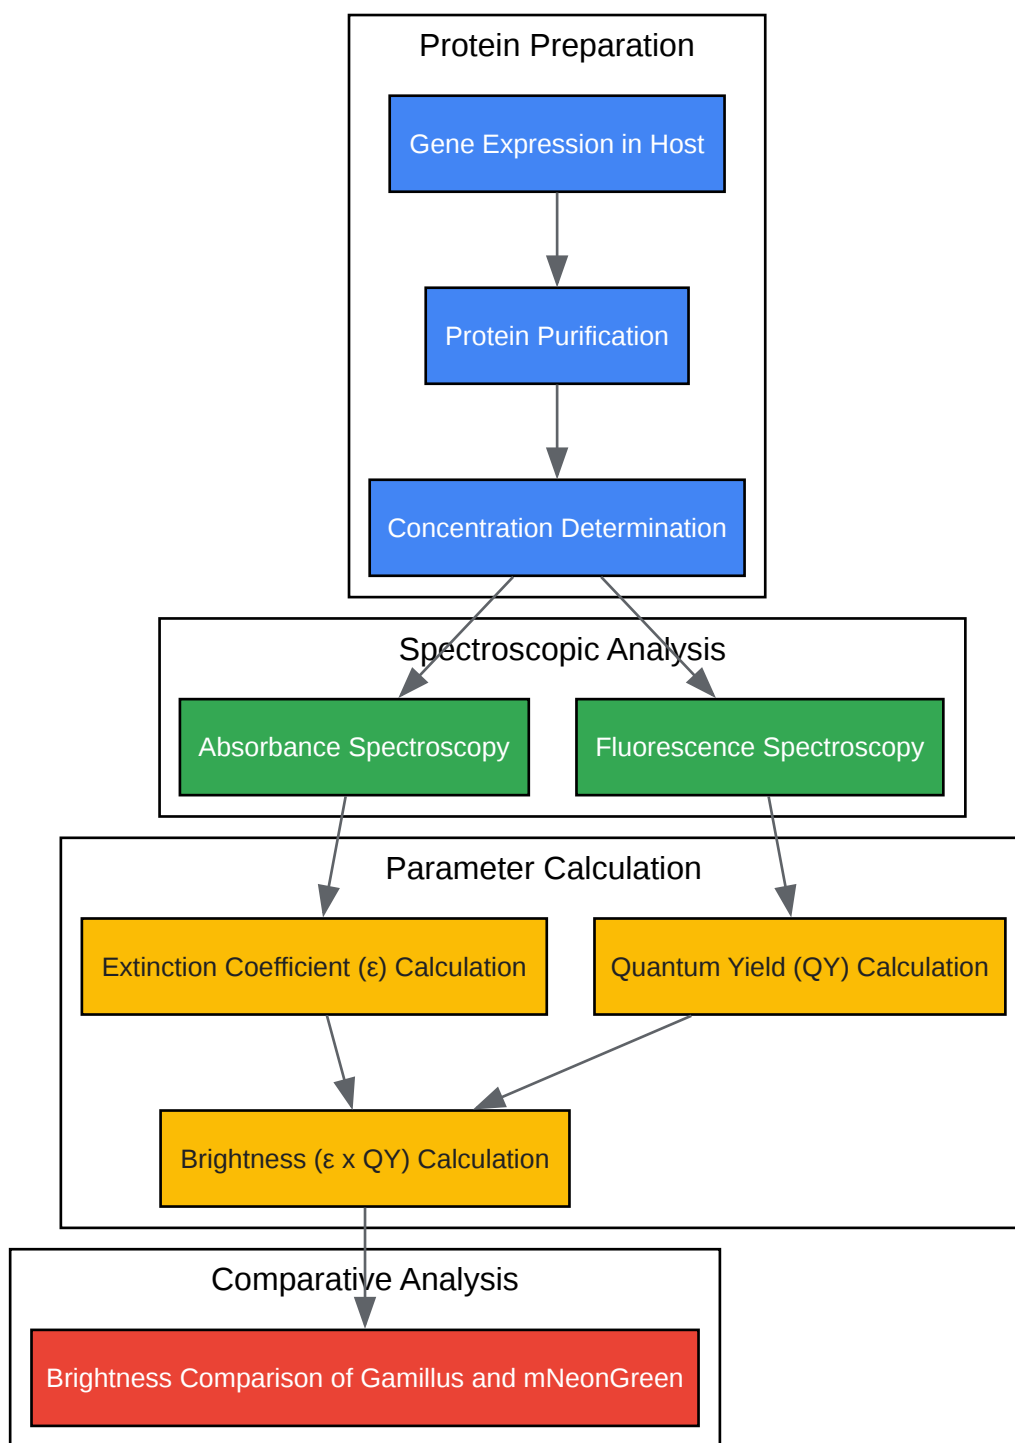 Protein Preparation
Gene Expression in Host
Protein Purification
Concentration Determination
Spectroscopic Analysis
Absorbance Spectroscopy
Fluorescence Spectroscopy
Parameter Calculation
Extinction Coefficient (ε) Calculation
Quantum Yield (QY) Calculation
Brightness (ε x QY) Calculation
Comparative Analysis
Brightness Comparison of Gamillus and mNeonGreen